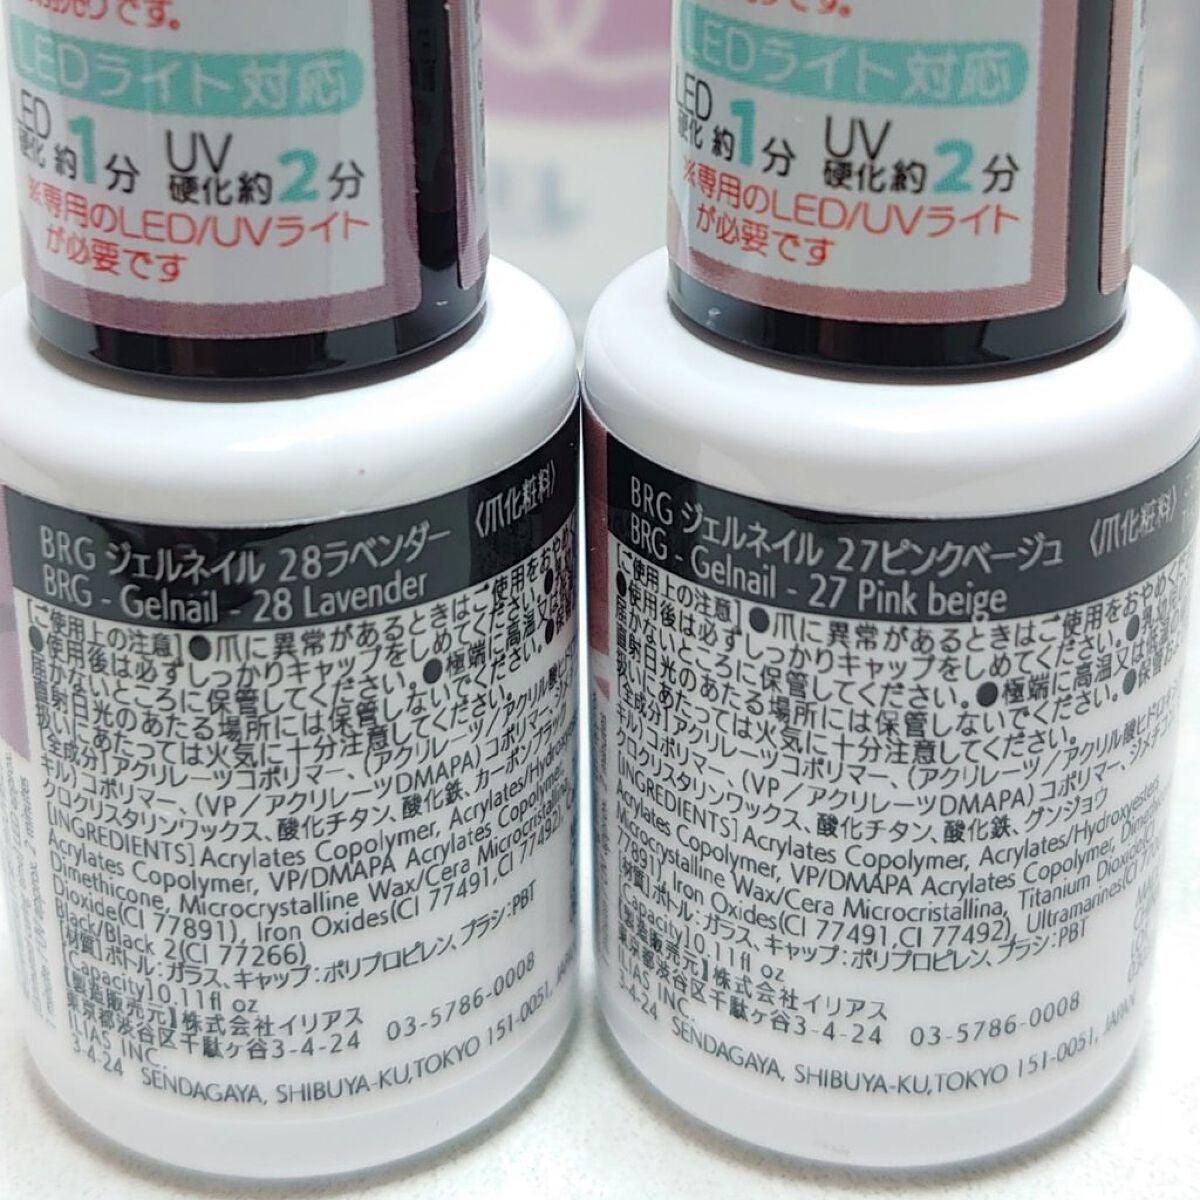 売りです。
LEDライト対応
LED
硬化 約1分
UV
硬化約2分
※専用のLED/UVライト
が必要です
BRG ジェルネイル 28ラベンダー 〈爪化粧料〉
BRG - Gelnail - 28 Lavender
[ご使用上の注意] ●爪に異常があるときはご使用を
●使用後は必ずしっかりキャップをしめてください。
届かないところに保管してください。 ●極端に高温又は
直射日光のあたる場所には保管しないでください。
扱いにあたっては火気に十分注意してください。
全成分] アクリレーツコポリマー、(アクリレーツ/アクリル酸
キル) コポリマー、(VP/アクリレーツDMAPA) コポリマー、
クロクリスタリンワックス、酸化チタン、酸化鉄、カーボンブラック
[INGREDIENTS] Acrylates Copolymer, Acrylates/
Acrylates Copolymer, VP/DMAPA Acrylates Copolymer,
Dimethicone, Microcrystalline Wax/Cera Microcristallina,
Dioxide(CI 77891), Iron Oxides(CI 77491,CI 77492),
Black/Black 2(CI 77266)
[材質] ボトル:ガラス、キャップ:ポリプロピレン、ブラシ:PBT
Capacity10.11fl oz
【製造販売元】株式会社イリアス
東京都渋谷区千駄ヶ谷3-4-24 03-5786-0008
ILIAS INC.
3-4-24 SENDAGAYA, SHIBUYA-KU,TOKYO 151-0051,
りです。
LEDライト対応
LED
硬化 約1分
UV
硬化約2分
※専用のLED/UVライト
が必要です
BRG ジェルネイル 27ピンクベージュ 〈爪化粧料〉
BRG - Gelnail - 27 Pink beige
[ご使用上の注意] ●爪に異常があるときはご使用をおやめ
●使用後は必ずしっかりキャップをしめてください。
届かないところに保管してください。 ●極端に高温又は
直射日光のあたる場所には保管しないでください。 ●保管
扱いにあたっては火気に十分注意してください。
全成分] アクリレーツコポリマー、(アクリレーツ/アクリル酸
キル) コポリマー、(VP/アクリレーツDMAPA) コポリマー、ジメチコン
クロクリスタリンワックス、酸化チタン、酸化鉄、グンジョウ
[INGREDIENTS] Acrylates Copolymer, Acrylates/Hydroxyesters
Acrylates Copolymer, VP/DMAPA Acrylates Copolymer,
Microcrystalline Wax/Cera Microcristallina, Titanium Dioxide(CI
77891), Iron Oxides(CI 77491,CI 77492), Ultramarines(CI
[材質] ボトル:ガラス、キャップ:ポリプロピレン、ブラシ:PBT
Capacity10.11fl oz
【製造販売元】株式会社イリアス
東京都渋谷区千駄ヶ谷3-4-24 03-5786-0008
ILIAS INC.
3-4-24 SENDAGAYA, SHIBUYA-KU,TOKYO 151-0051, JAPAN